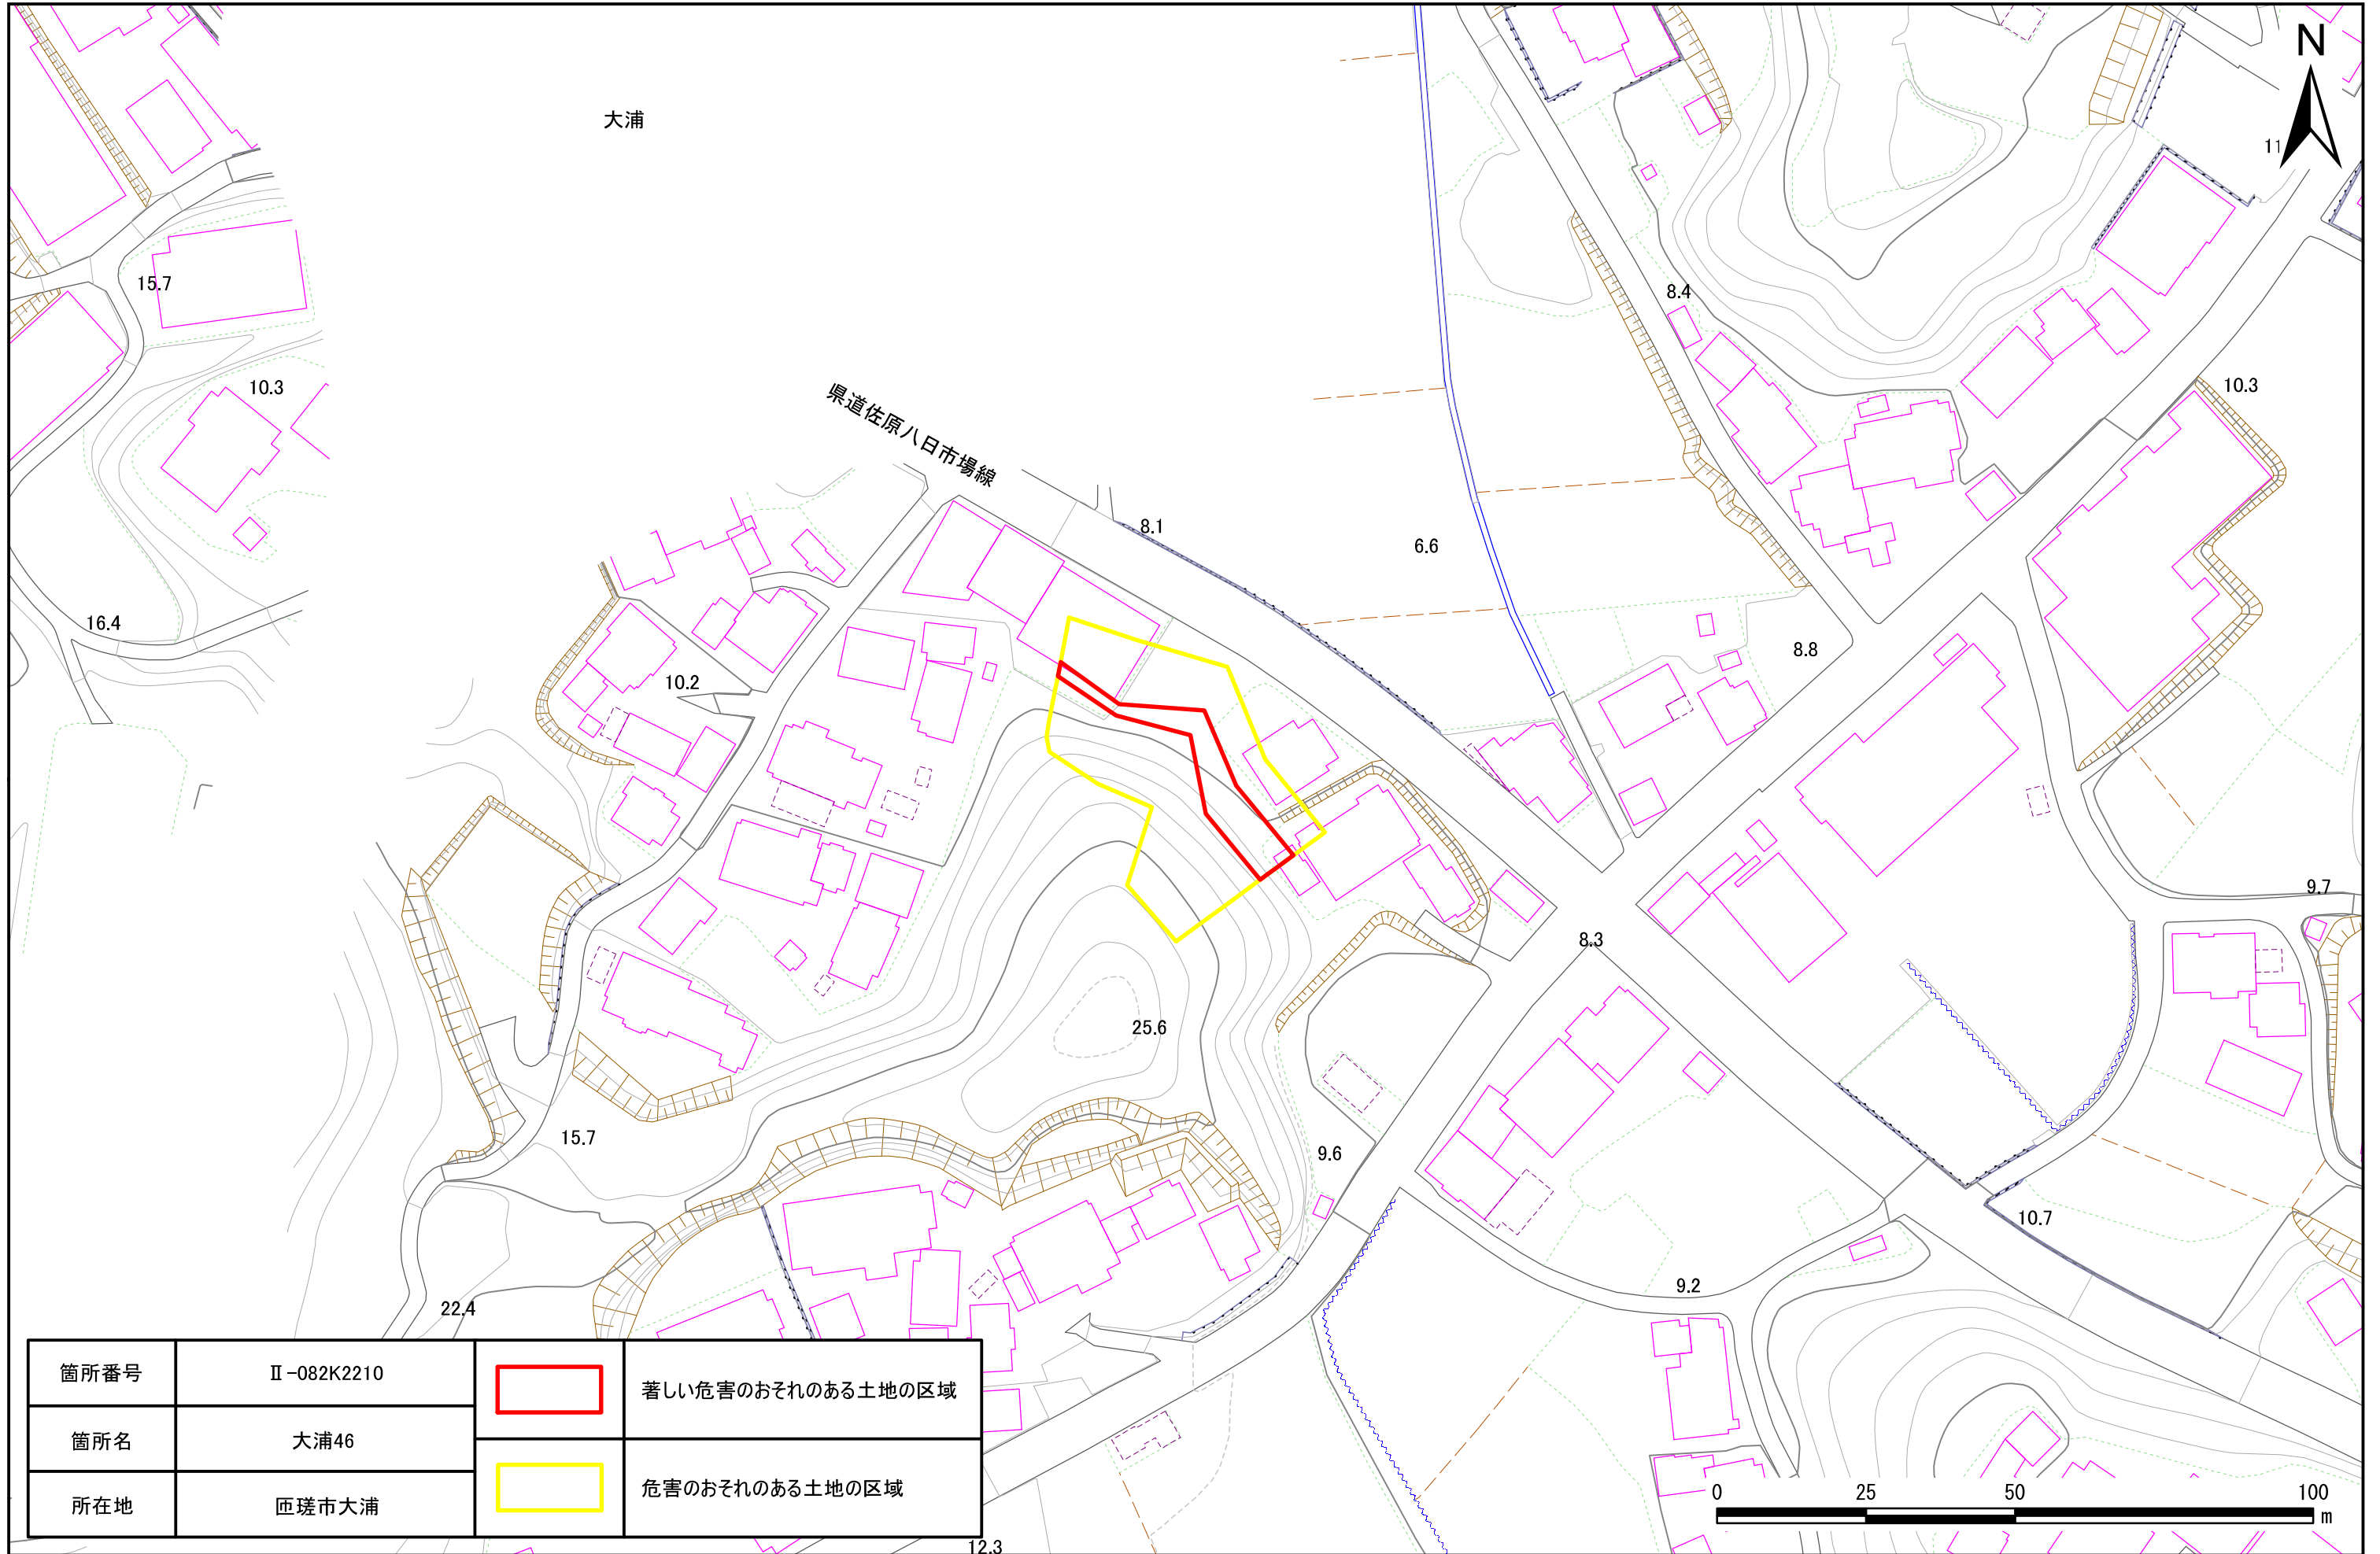 N
大浦
11
15.7
8.4
10.3
10.3
県道佐原八日市場線
8.1
6.6
16.4
8.8
10.2
9.7
8.3
25.6
15.7
9.6
10.7
9.2
22.4
箇所番号 Ⅱ-082K2210
箇所名 大浦46
所在地 匝瑳市大浦
著しい危害のおそれのある土地の区域
危害のおそれのある土地の区域
0 25 50 100
m
12.3